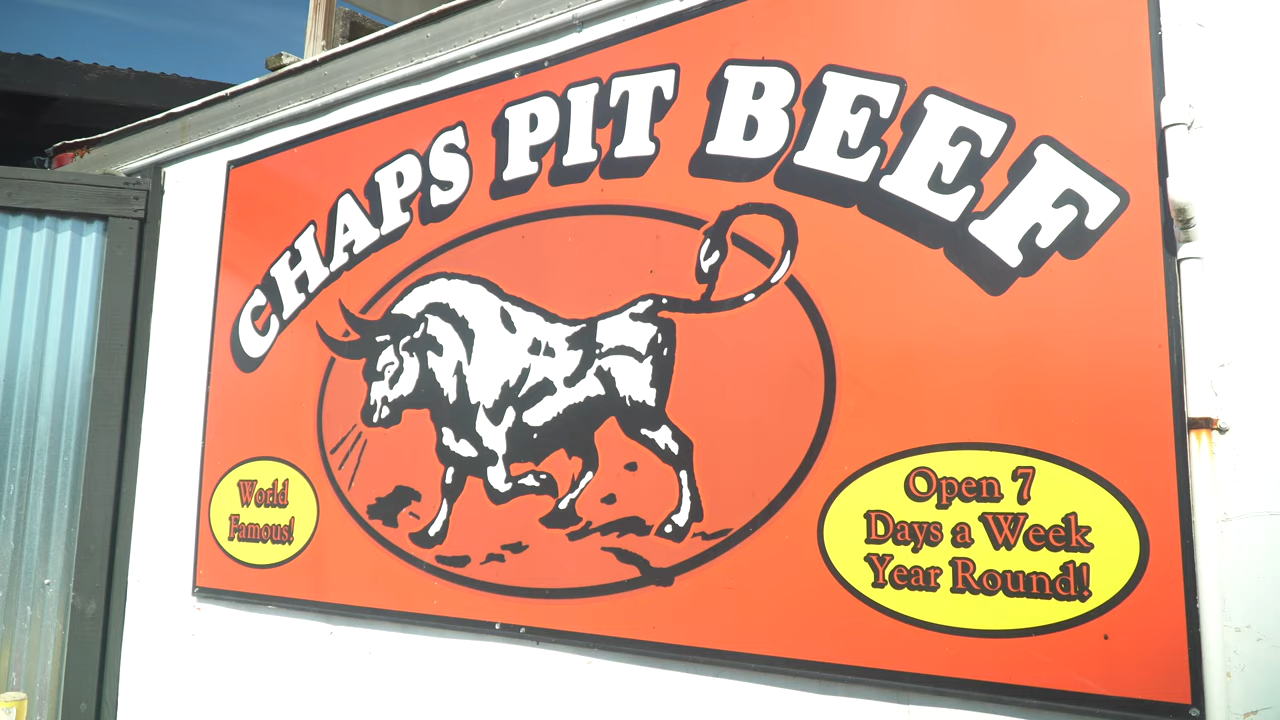 CHAPS PIT BEEF
World
Famous!
Open 7
Days a Week
Year Round!